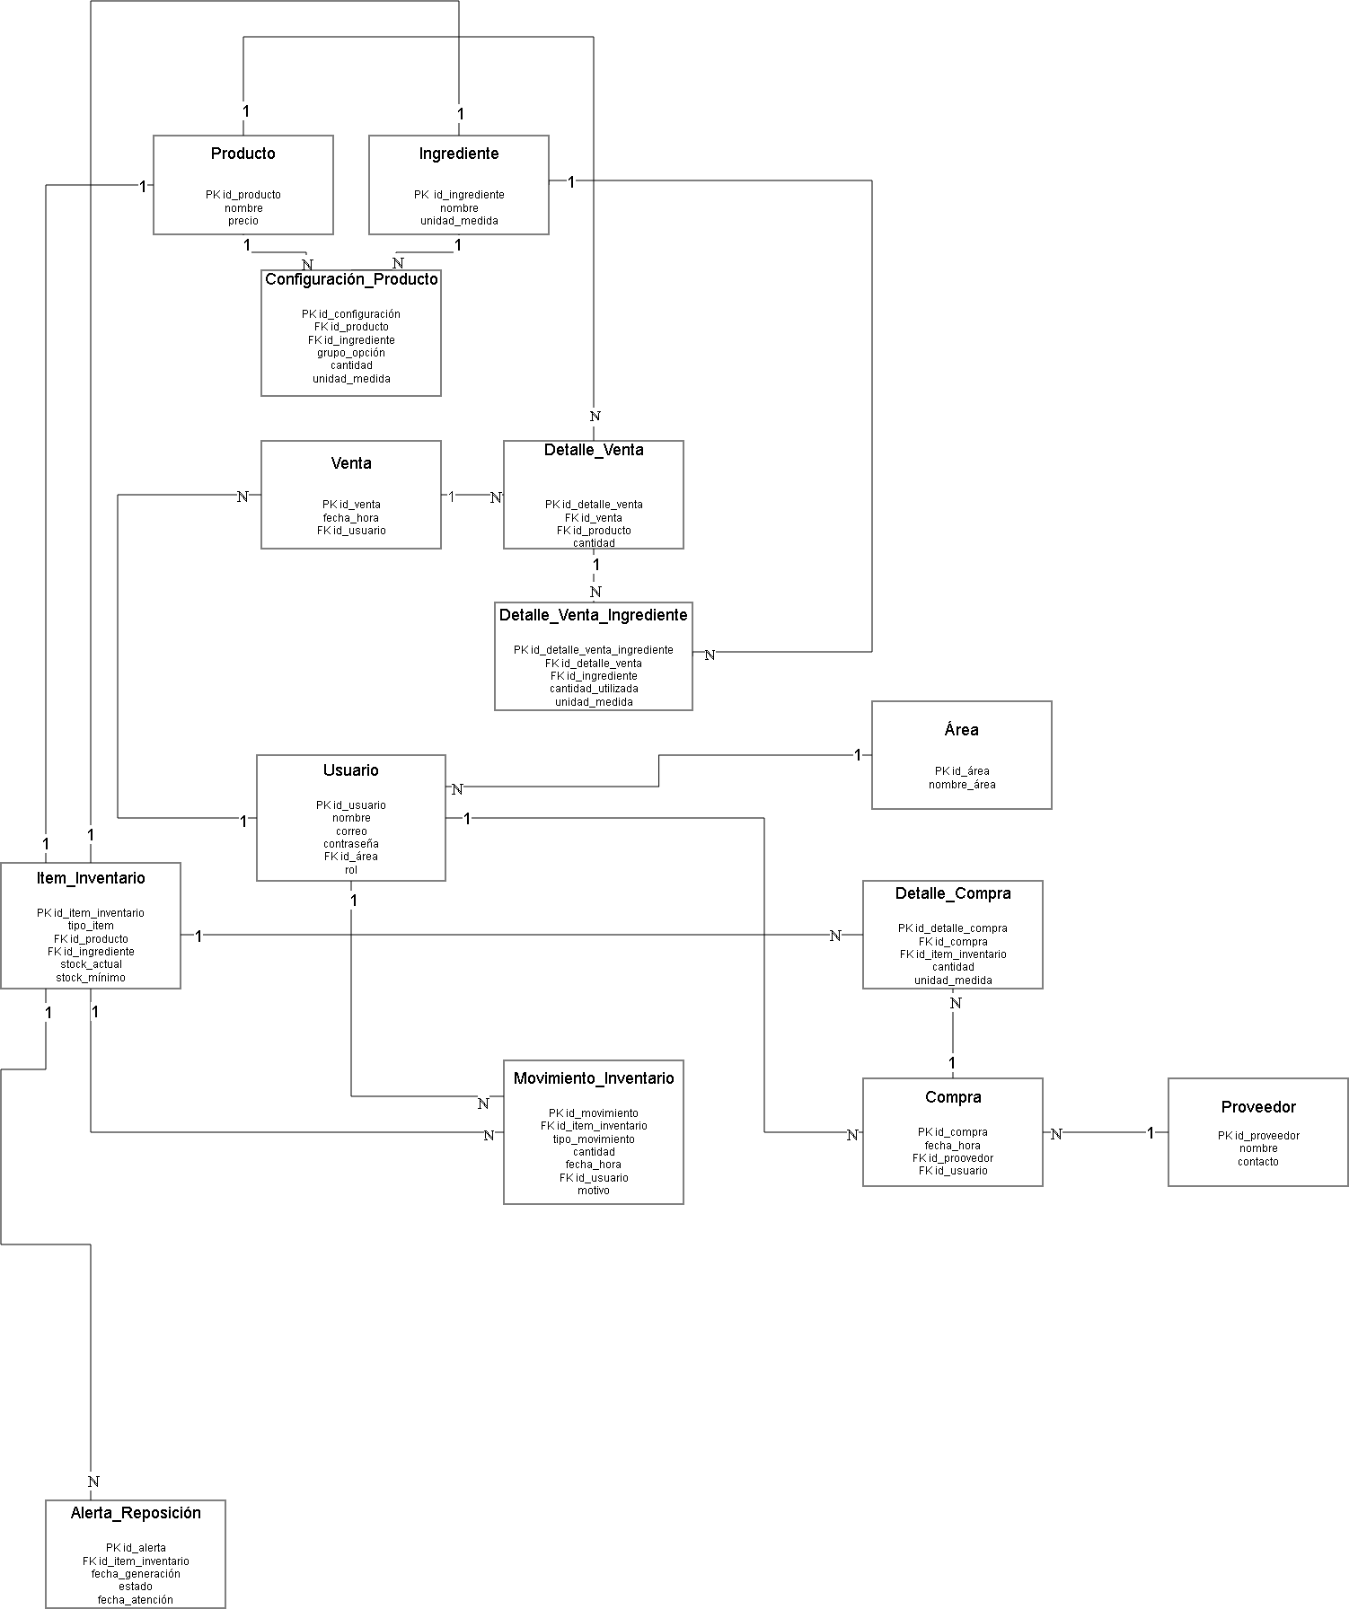 1
1
Producto
PK id_producto
nombre
precio
Ingrediente
PK id_ingrediente
nombre
unidad_medida
1
1
1
1
N
N
Configuración_Producto
PK id_configuración
FK id_producto
FK id_ingrediente
grupo_opción
cantidad
unidad_medida
N
Venta
PK id_venta
fecha_hora
FK id_usuario
N
1
N
Detalle_Venta
PK id_detalle_venta
FK id_venta
FK id_producto
cantidad
1
N
Detalle_Venta_Ingrediente
PK id_detalle_venta_ingrediente
FK id_detalle_venta
FK id_ingrediente
cantidad_utilizada
unidad_medida
N
Área
PK id_área
nombre_área
1
Usuario
PK id_usuario
nombre
correo
contraseña
FK id_área
rol
N
1
1
1
1
1
Item_Inventario
PK id_item_inventario
tipo_item
FK id_producto
FK id_ingrediente
stock_actual
stock_mínimo
1
N
Detalle_Compra
PK id_detalle_compra
FK id_compra
FK id_item_inventario
cantidad
unidad_medida
1
1
N
1
Movimiento_Inventario
PK id_movimiento
FK id_item_inventario
tipo_movimiento
cantidad
fecha_hora
FK id_usuario
motivo
N
N
Compra
PK id_compra
fecha_hora
FK id_proovedor
FK id_usuario
N
N
1
Proveedor
PK id_proveedor
nombre
contacto
N
Alerta_Reposición
PK id_alerta
FK id_item_inventario
fecha_generación
estado
fecha_atención